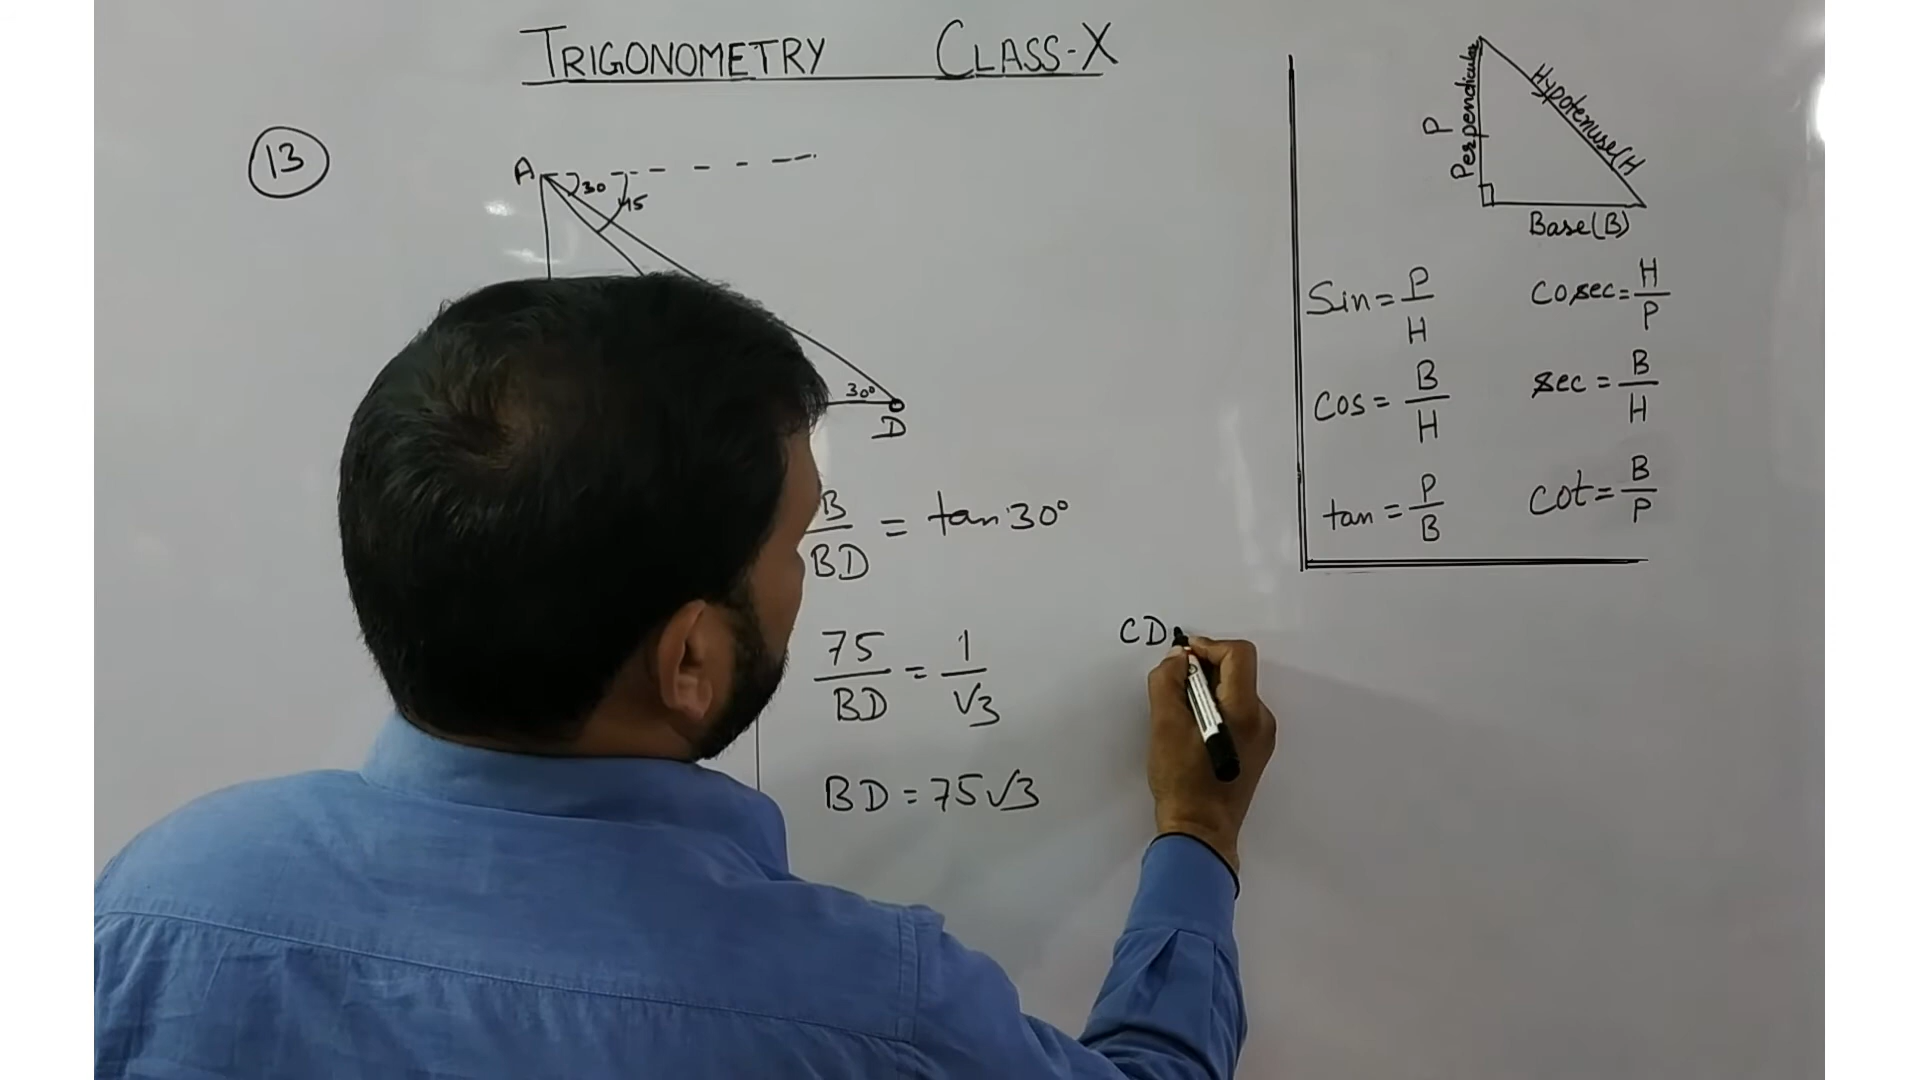 TRIGONOMETRY CLASS-X
13
A
30
45
30°
D
B/BD = tan 30°
75/BD = 1/√3
BD = 75√3
CD
P
Perpendicular
Hypotenuse(H
Base(B)
Sin = P/H
Cosec = H/P
Cos = B/H
Sec = B/H
tan = P/B
Cot = B/P